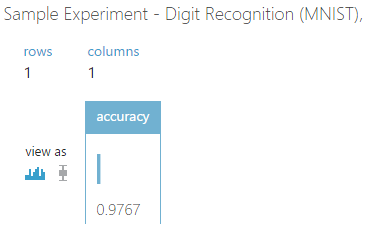 Sample Experiment - Digit Recognition (MNIST),
rows columns
1 1
accuracy
view as
0.9767